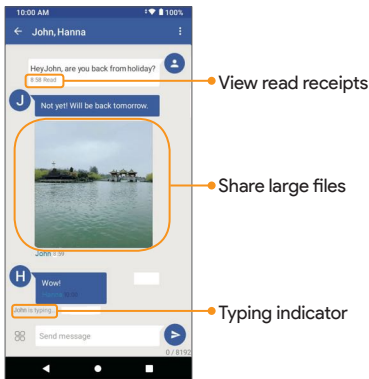 10:00 AM 100%
John, Hanna
HeyJohn, are you back from holiday?
8:58 Read
View read receipts
J
Not yet! Will be back tomorrow.
Share large files
John 9:59
H
Wow!
John is typing...
Typing indicator
Send message
0 / 8192